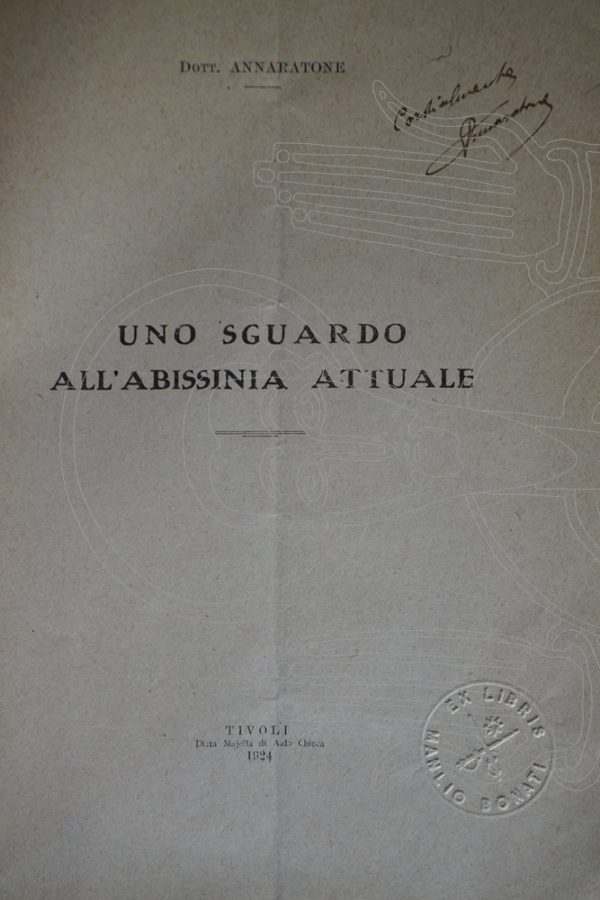 Dott. ANNARATONE
Cordialmente
Annaratone
UNO SGUARDO
ALL'ABISSINIA ATTUALE
TIVOLI
Ditta Majella di Aldo Chicca
1924
EX LIBRIS
MANLIO BONATI